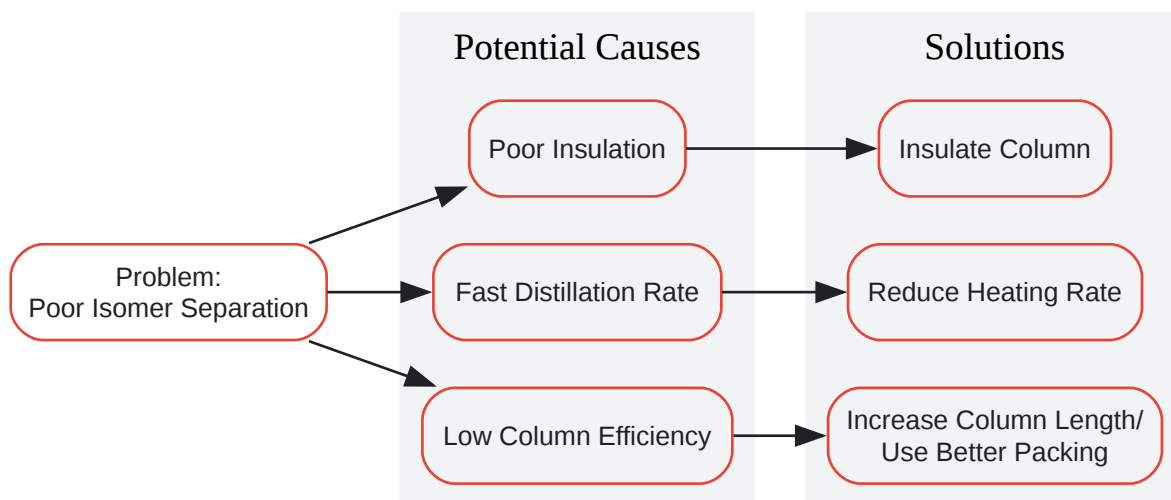 Potential Causes
Solutions
Poor Insulation
Insulate Column
Problem:
Poor Isomer Separation
Fast Distillation Rate
Reduce Heating Rate
Low Column Efficiency
Increase Column Length/
Use Better Packing